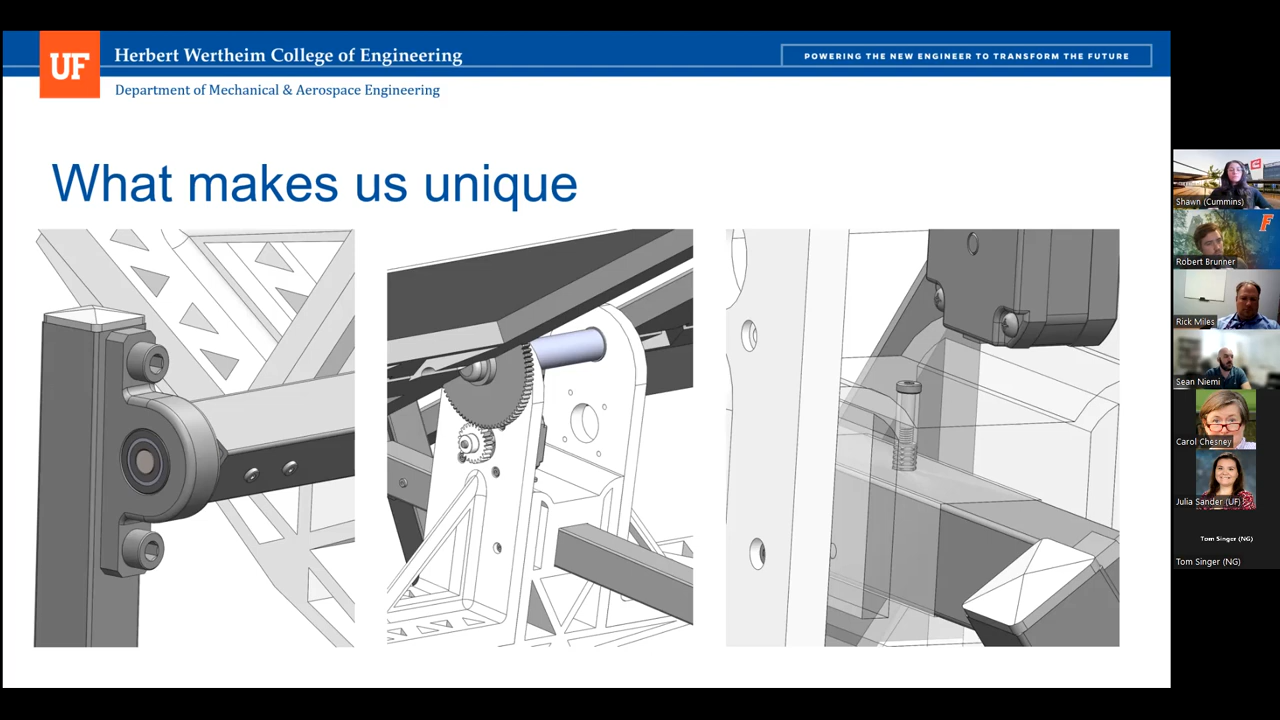 UF
Herbert Wertheim College of Engineering
POWERING THE NEW ENGINEER TO TRANSFORM THE FUTURE
Department of Mechanical & Aerospace Engineering
What makes us unique
Shawn (Cummins)
F
Robert Brunner
Rick Miles
Sean Niemi
Carol Chesney
Julia Sander (UF)
Tom Singer (NG)
Tom Singer (NG)